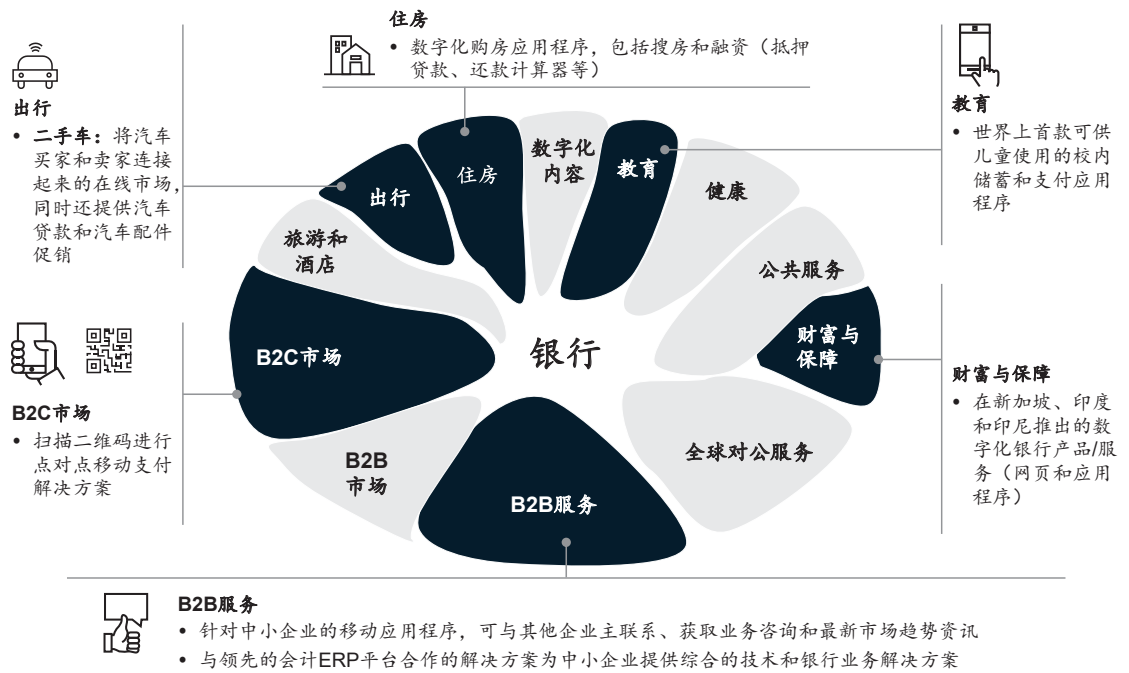 住房
• 数字化购房应用程序，包括搜房和融资（抵押
贷款、还款计算器等）
出行
• 二手车：将汽车
买家和卖家连接
起来的在线市场，
同时还提供汽车
贷款和汽车配件
促销
教育
• 世界上首款可供
儿童使用的校内
储蓄和支付应用
程序
出行
住房
数字化
内容
教育
健康
旅游和
酒店
公共服务
B2C市场
银行
财富与
保障
B2B
市场
B2B服务
全球对公服务
B2C市场
• 扫描二维码进行
点对点移动支付
解决方案
财富与保障
• 在新加坡、印度
和印尼推出的数
字化银行产品/服
务（网页和应用
程序）
B2B服务
• 针对中小企业的移动应用程序，可与其他企业主联系、获取业务咨询和最新市场趋势资讯
• 与领先的会计ERP平台合作的解决方案为中小企业提供综合的技术和银行业务解决方案